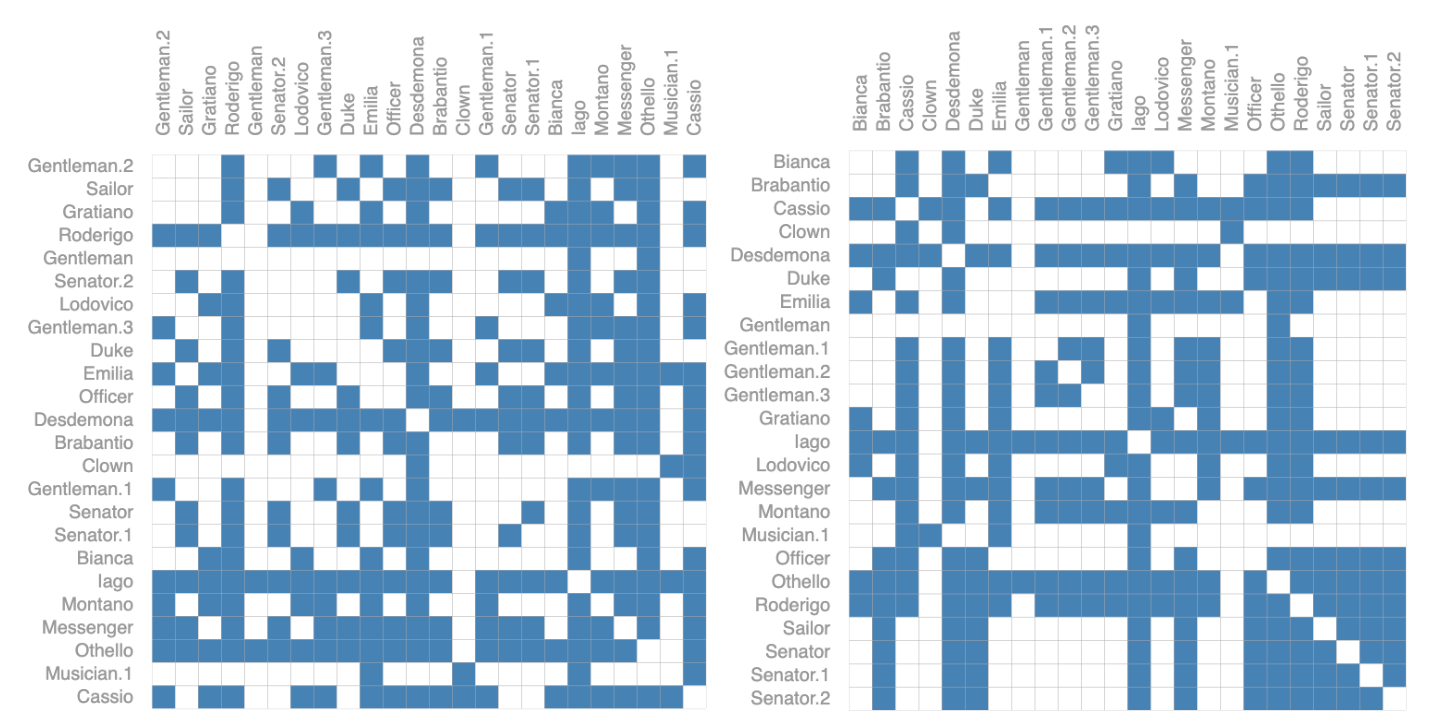 Gentleman.2
Sailor
Gratiano
Roderigo
Gentleman
Senator.2
Lodovico
Gentleman.3
Duke
Emilia
Officer
Desdemona
Brabantio
Clown
Gentleman.1
Senator
Senator.1
Bianca
Iago
Montano
Messenger
Othello
Musician.1
Cassio
Gentleman.2
Sailor
Gratiano
Roderigo
Gentleman
Senator.2
Lodovico
Gentleman.3
Duke
Emilia
Officer
Desdemona
Brabantio
Clown
Gentleman.1
Senator
Senator.1
Bianca
Iago
Montano
Messenger
Othello
Musician.1
Cassio
Bianca
Brabantio
Cassio
Clown
Desdemona
Duke
Emilia
Gentleman
Gentleman.1
Gentleman.2
Gentleman.3
Gratiano
Iago
Lodovico
Messenger
Montano
Musician.1
Officer
Othello
Roderigo
Sailor
Senator
Senator.1
Senator.2
Bianca
Brabantio
Cassio
Clown
Desdemona
Duke
Emilia
Gentleman
Gentleman.1
Gentleman.2
Gentleman.3
Gratiano
Iago
Lodovico
Messenger
Montano
Musician.1
Officer
Othello
Roderigo
Sailor
Senator
Senator.1
Senator.2